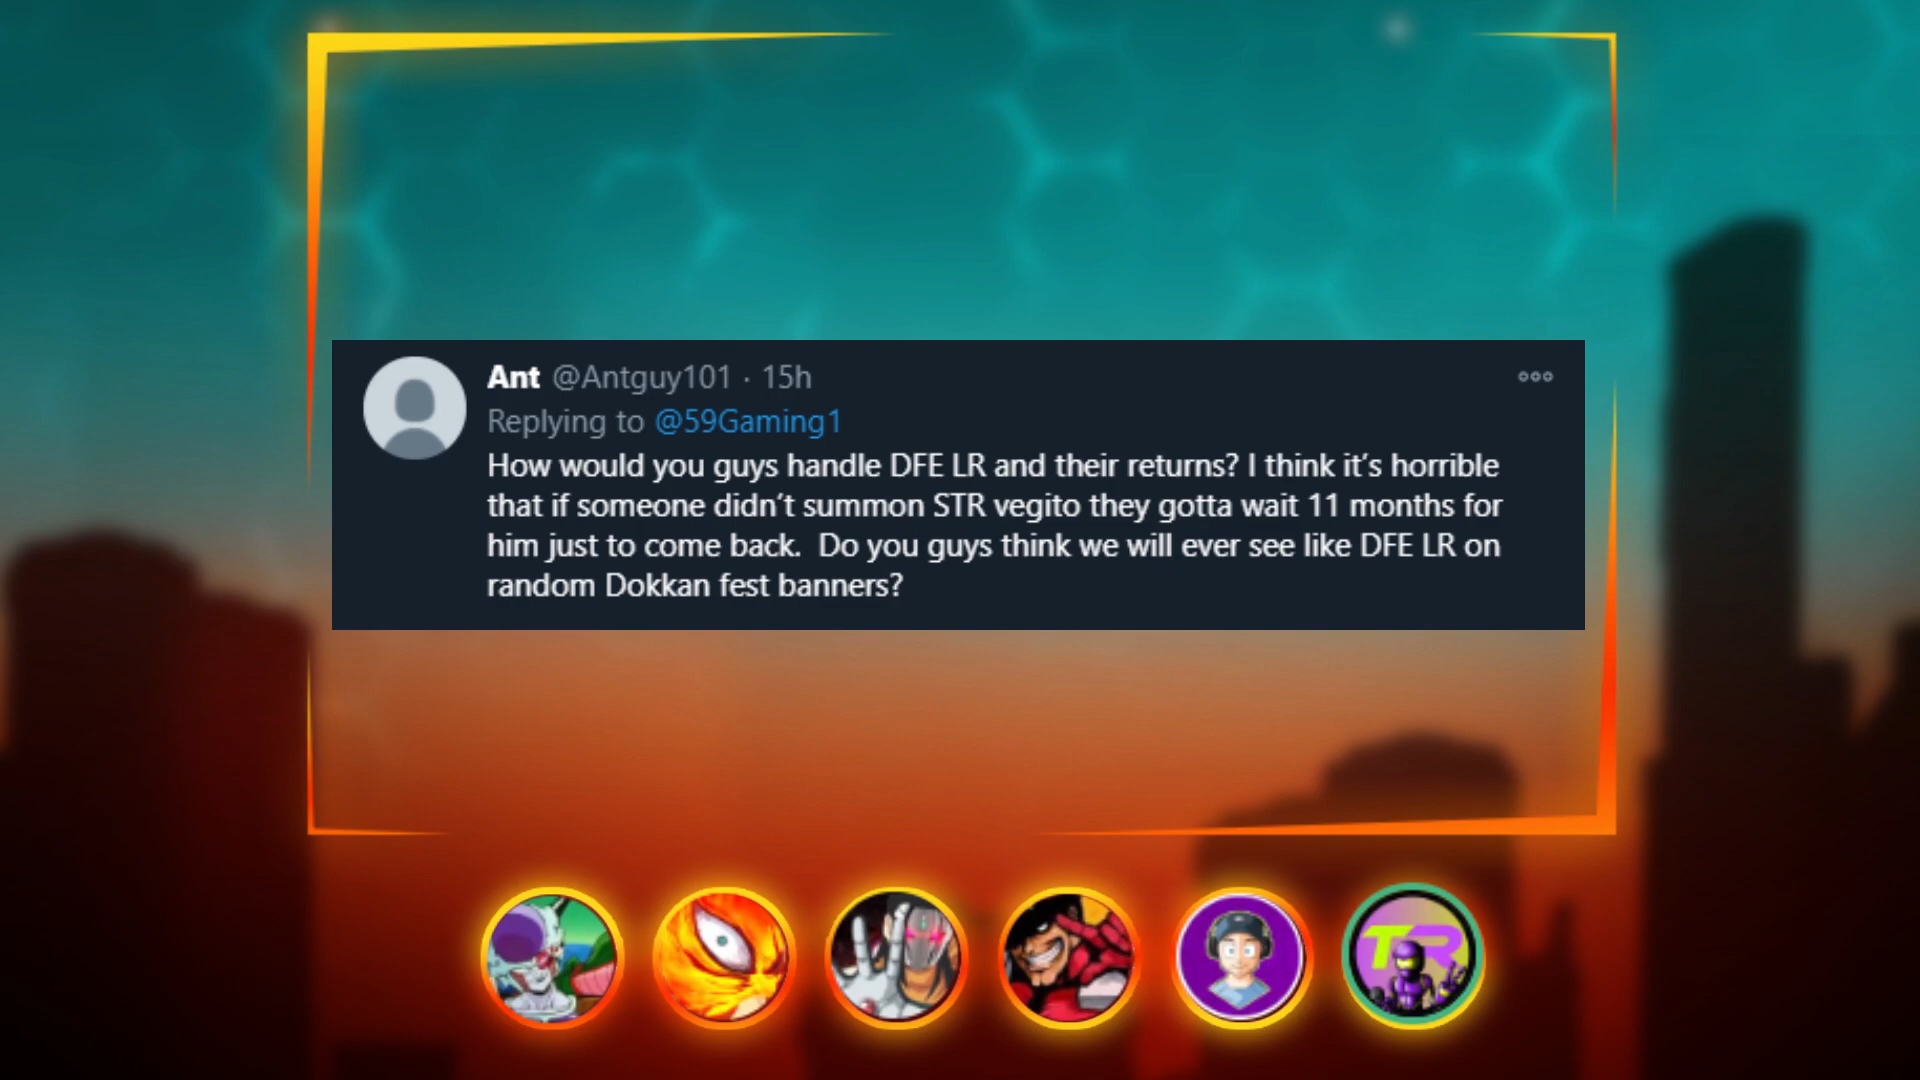 Ant @Antguy101 · 15h
Replying to @59Gaming1
How would you guys handle DFE LR and their returns? I think it’s horrible
that if someone didn’t summon STR vegito they gotta wait 11 months for
him just to come back.  Do you guys think we will ever see like DFE LR on
random Dokkan fest banners?
TR